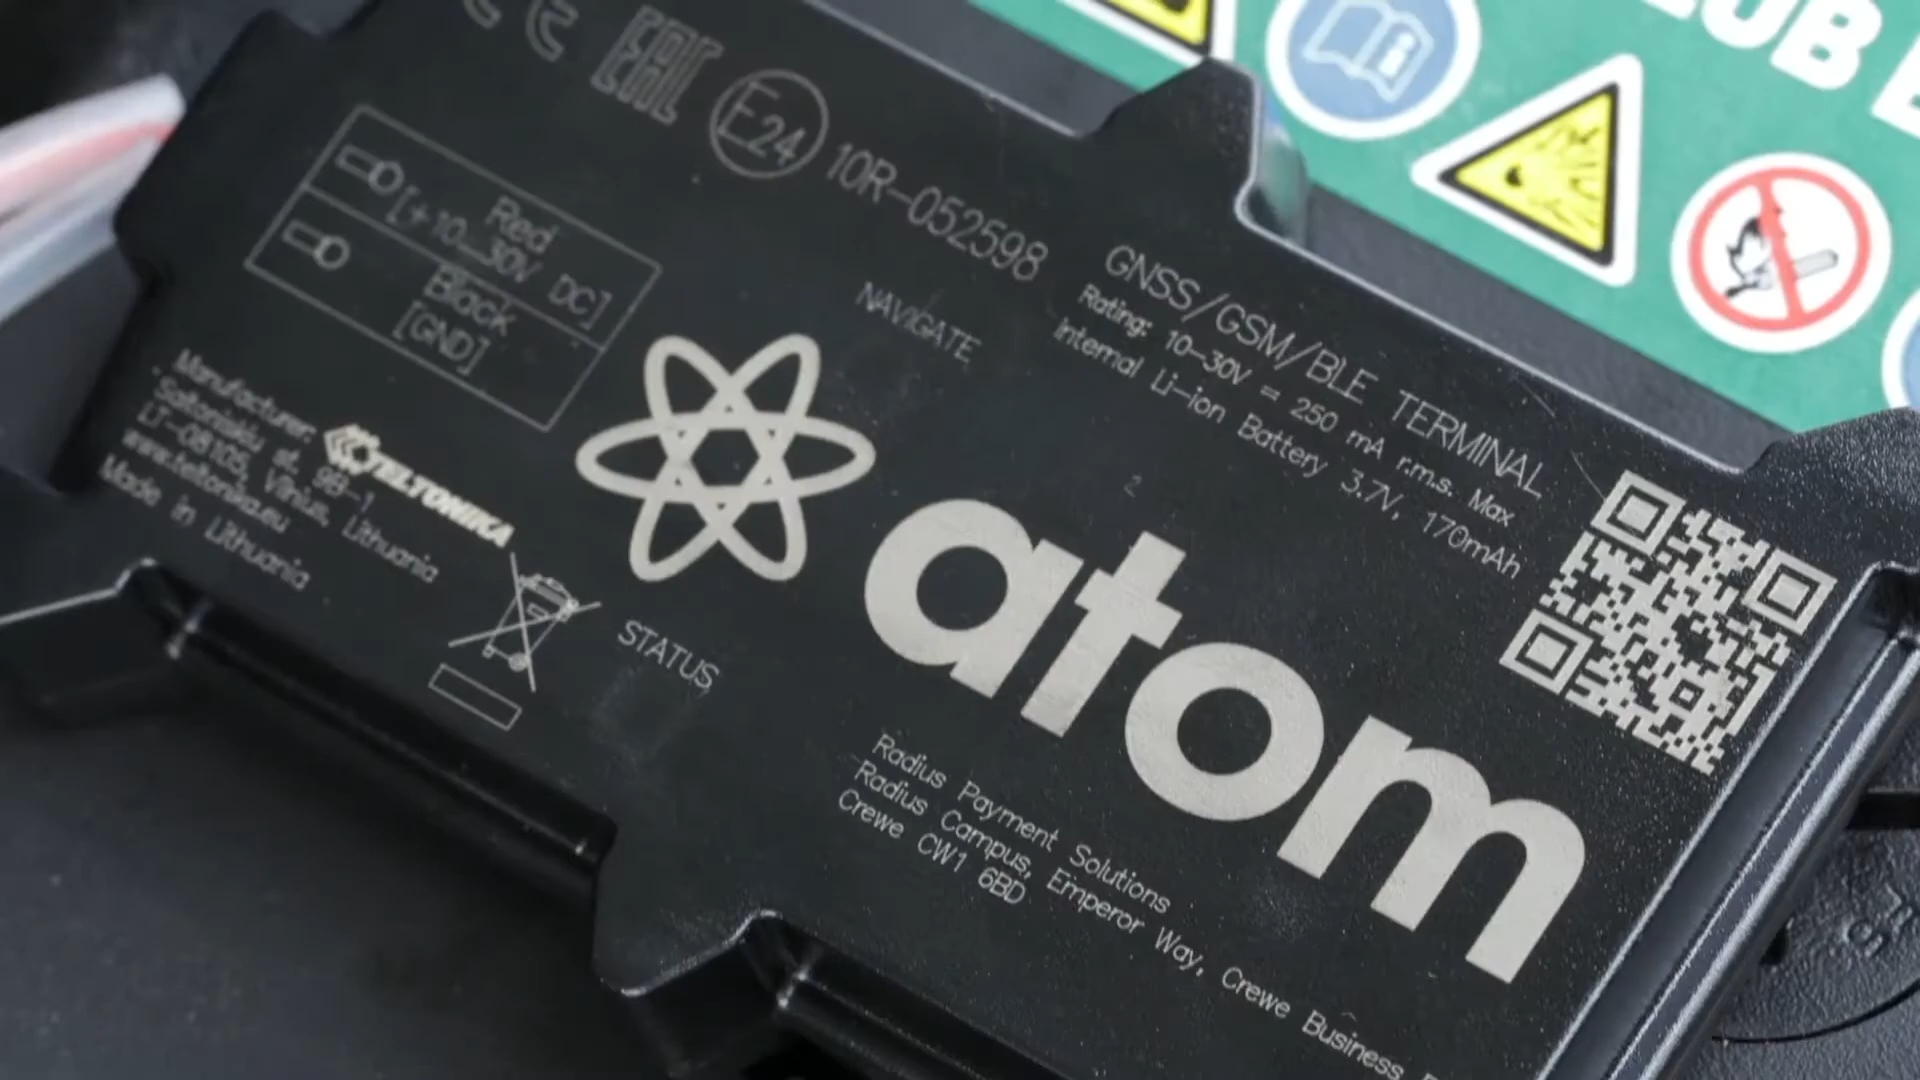 CE
EAC
E24
10R-052598
Red
[+10...30V DC]
Black
[GND]
Manufacturer: TELTONIKA
Saltoniškių st. 9B-1
LT-08105, Vilnius, Lithuania
www.teltonika.eu
Made in Lithuania
NAVIGATE
STATUS
GNSS/GSM/BLE TERMINAL
Rating: 10-30V = 250 mA r.m.s. Max
Internal Li-ion Battery 3.7V, 170mAh
atom
Radius Payment Solutions
Radius Campus, Emperor Way, Crewe Business
Crewe CW1 6BD